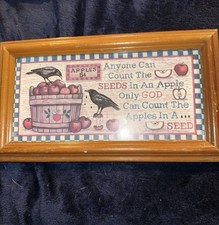 APPLES
Anyone Can
Count The
SEEDS In An Apple
Only GOD
Can Count The
Apples In A...
SEED